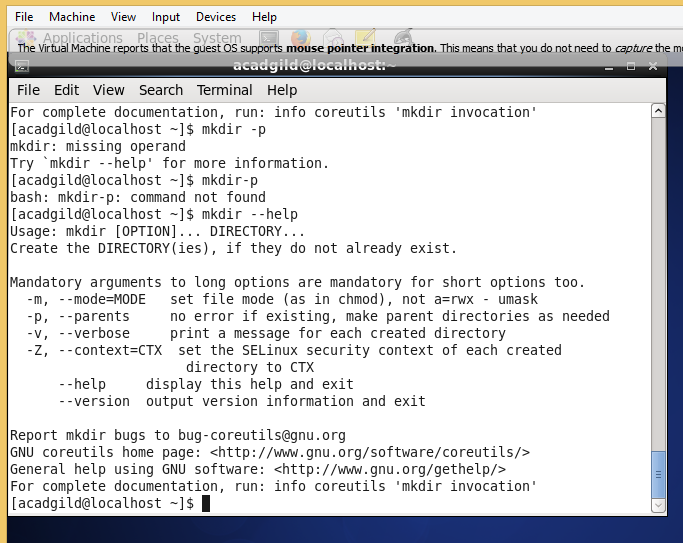 File Machine View Input Devices Help
Applications Places System
The Virtual Machine reports that the guest OS supports mouse pointer integration. This means that you do not need to capture the
acadgild@localhost:~
File Edit View Search Terminal Help
For complete documentation, run: info coreutils 'mkdir invocation'
[acadgild@localhost ~]$ mkdir -p
mkdir: missing operand
Try `mkdir --help' for more information.
[acadgild@localhost ~]$ mkdir-p
bash: mkdir-p: command not found
[acadgild@localhost ~]$ mkdir --help
Usage: mkdir [OPTION]... DIRECTORY...
Create the DIRECTORY(ies), if they do not already exist.
Mandatory arguments to long options are mandatory for short options too.
-m, --mode=MODE set file mode (as in chmod), not a=rwx - umask
-p, --parents no error if existing, make parent directories as needed
-v, --verbose print a message for each created directory
-Z, --context=CTX set the SELinux security context of each created
directory to CTX
--help display this help and exit
--version output version information and exit
Report mkdir bugs to bug-coreutils@gnu.org
GNU coreutils home page: <http://www.gnu.org/software/coreutils/>
General help using GNU software: <http://www.gnu.org/gethelp/>
For complete documentation, run: info coreutils 'mkdir invocation'
[acadgild@localhost ~]$